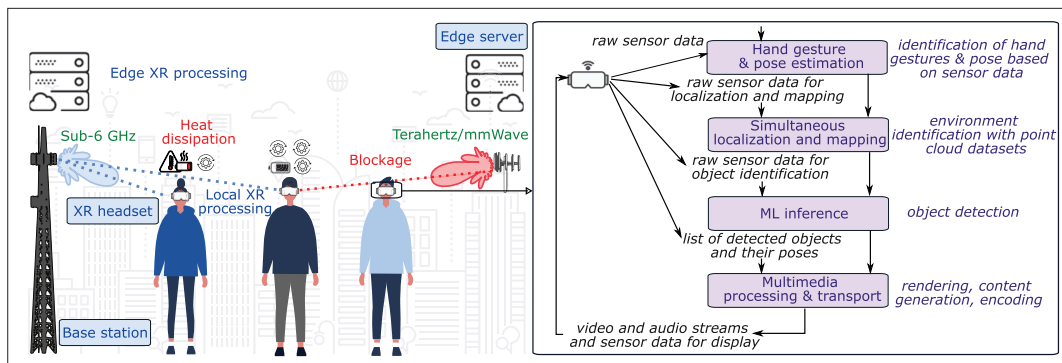 Edge XR processing
Edge server
Sub-6 GHz
Heat
dissipation
Terahertz/mmWave
Blockage
Local XR
processing
XR headset
Base station
raw sensor data
Hand gesture
& pose estimation
identification of hand
gestures & pose based
on sensor data
raw sensor data for
localization and mapping
Simultaneous
localization and mapping
environment
identification with point
cloud datasets
raw sensor data for
object identification
ML inference
object detection
list of detected objects
and their poses
Multimedia
processing & transport
rendering, content
generation, encoding
video and audio streams
and sensor data for display